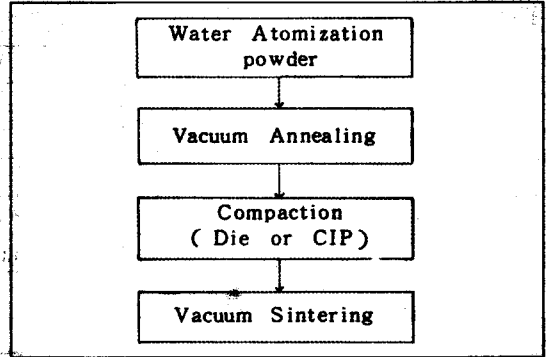 Water Atomization
powder
Vacuum Annealing
Compaction
( Die or CIP)
Vacuum Sintering